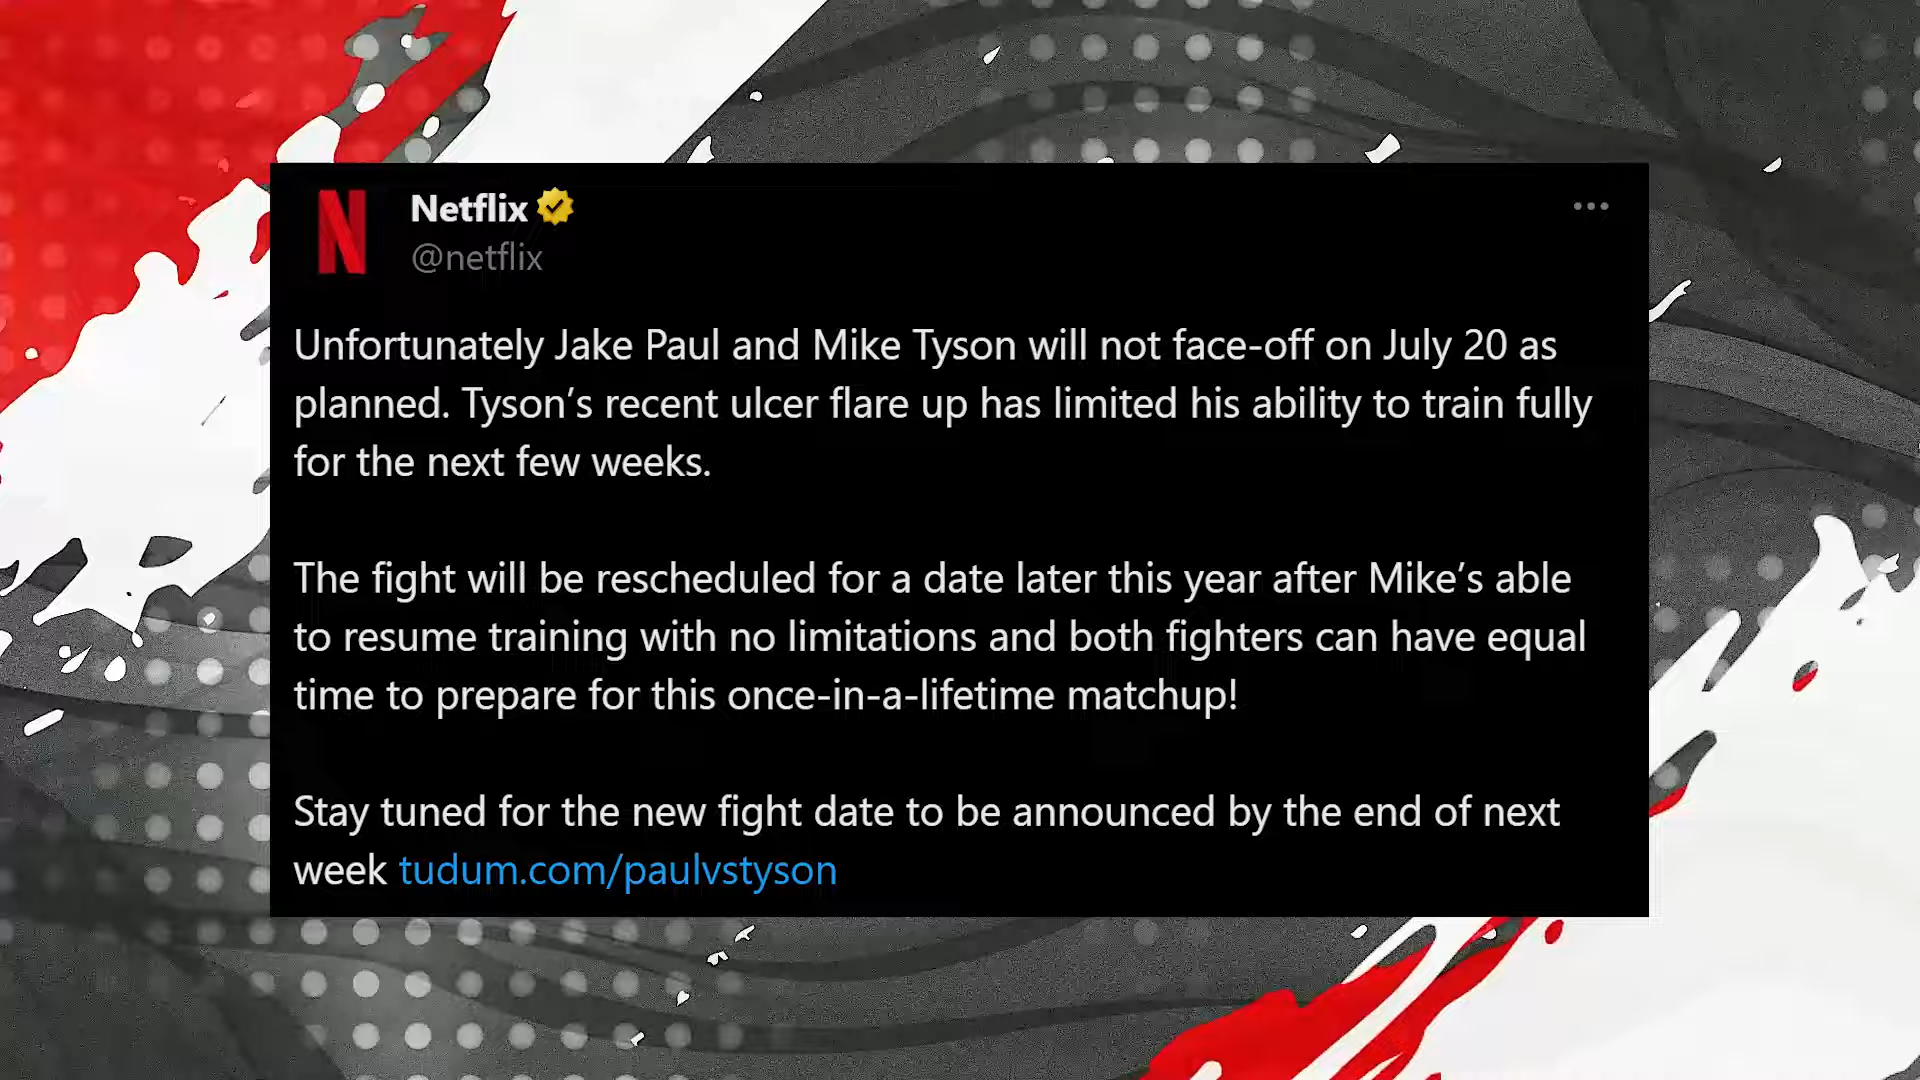 Netflix
@netflix
Unfortunately Jake Paul and Mike Tyson will not face-off on July 20 as
planned. Tyson’s recent ulcer flare up has limited his ability to train fully
for the next few weeks.
The fight will be rescheduled for a date later this year after Mike’s able
to resume training with no limitations and both fighters can have equal
time to prepare for this once-in-a-lifetime matchup!
Stay tuned for the new fight date to be announced by the end of next
week tudum.com/paulvstyson